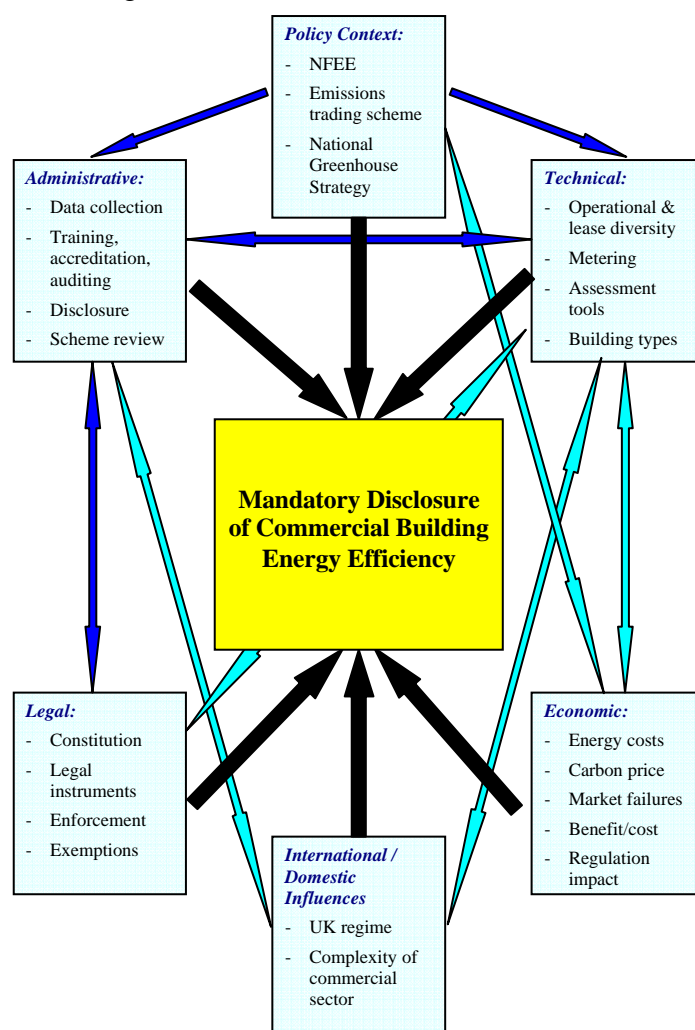 Policy Context:
- NFEE
- Emissions
trading scheme
- National
Greenhouse
Strategy
Administrative:
- Data collection
- Training,
accreditation,
auditing
- Disclosure
- Scheme review
Technical:
- Operational &
lease diversity
- Metering
- Assessment
tools
- Building types
Mandatory Disclosure
of Commercial Building
Energy Efficiency
Legal:
- Constitution
- Legal
instruments
- Enforcement
- Exemptions
Economic:
- Energy costs
- Carbon price
- Market failures
- Benefit/cost
- Regulation
impact
International /
Domestic
Influences
- UK regime
- Complexity of
commercial
sector